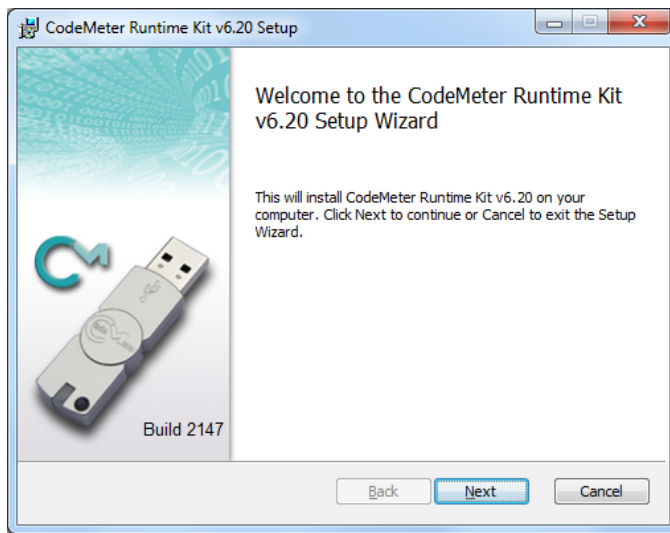 CodeMeter Runtime Kit v6.20 Setup
Welcome to the CodeMeter Runtime Kit
v6.20 Setup Wizard
This will install CodeMeter Runtime Kit v6.20 on your
computer. Click Next to continue or Cancel to exit the Setup
Wizard.
Build 2147
Back
Next
Cancel